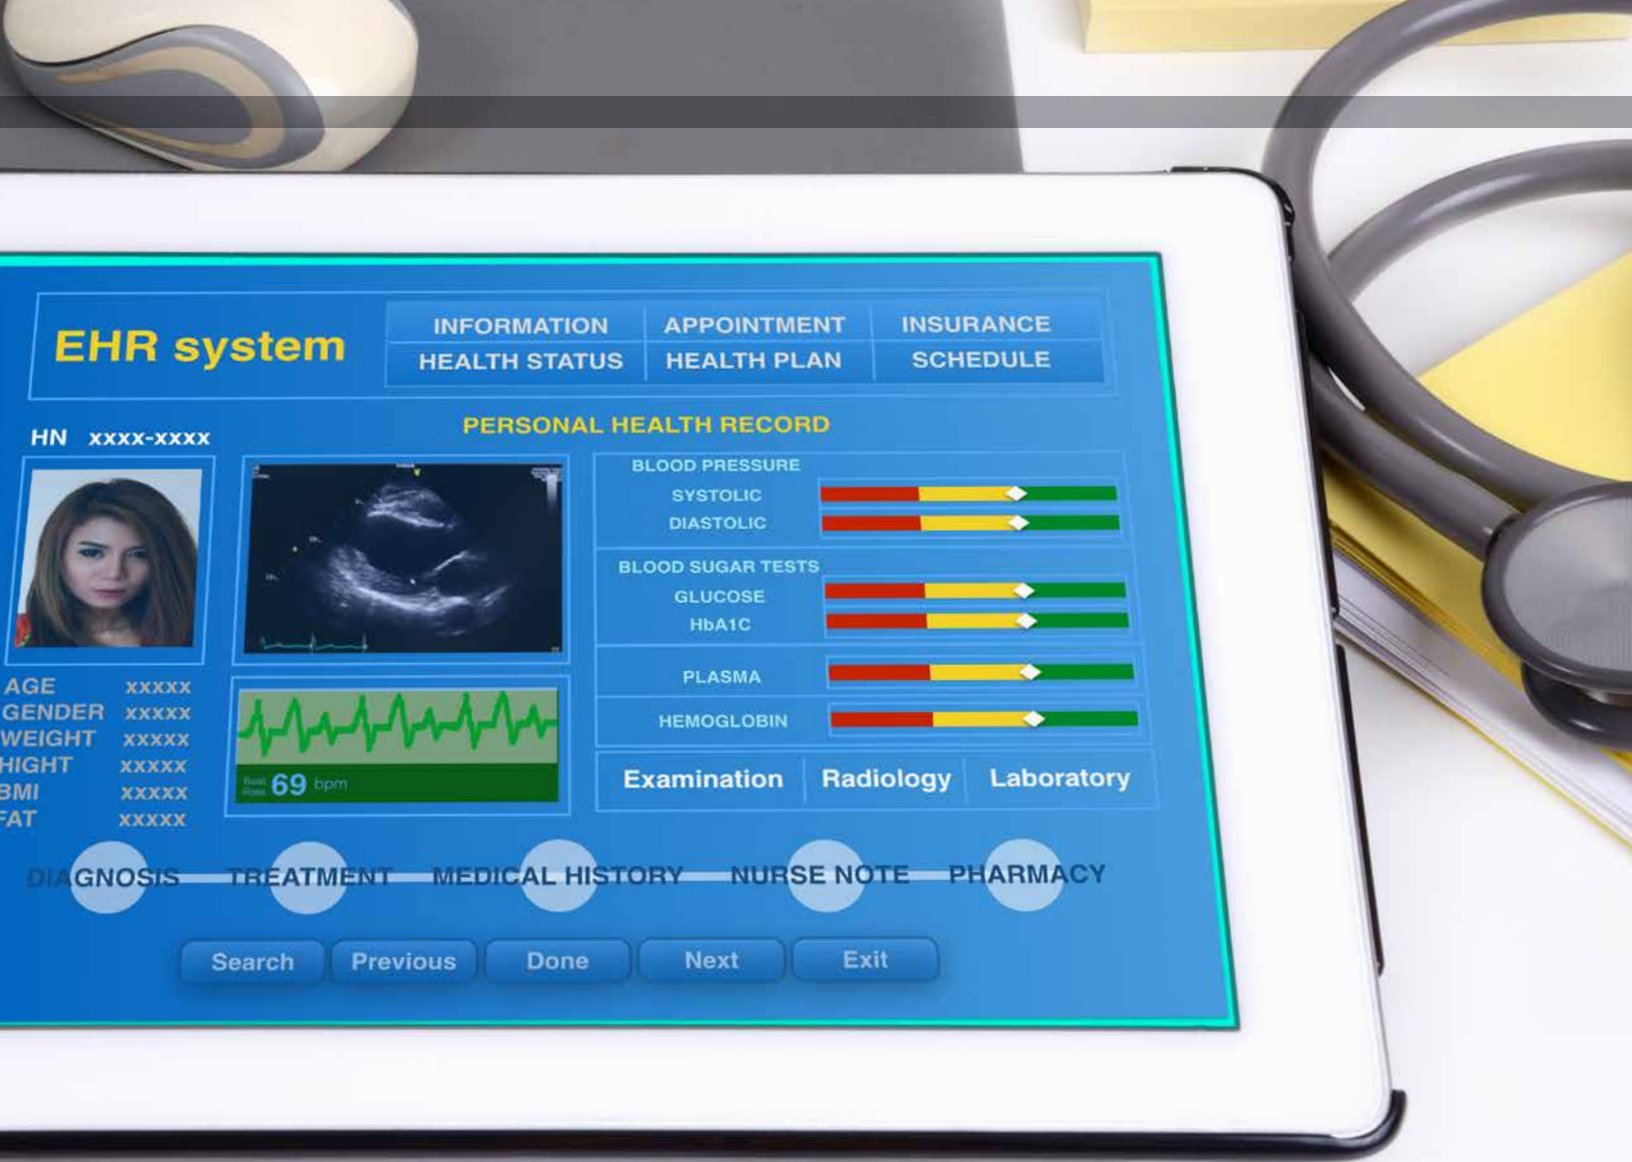 EHR system
INFORMATION APPOINTMENT INSURANCE
HEALTH STATUS HEALTH PLAN SCHEDULE
HN xxxx-xxxx
PERSONAL HEALTH RECORD
BLOOD PRESSURE
SYSTOLIC
DIASTOLIC
BLOOD SUGAR TESTS
GLUCOSE
HbA1C
PLASMA
HEMOGLOBIN
AGE xxxxx
GENDER xxxxx
WEIGHT xxxxx
HIGHT xxxxx
BMI xxxxx
FAT xxxxx
69 bpm
Examination Radiology Laboratory
DIAGNOSIS TREATMENT MEDICAL HISTORY NURSE NOTE PHARMACY
Search Previous Done Next Exit